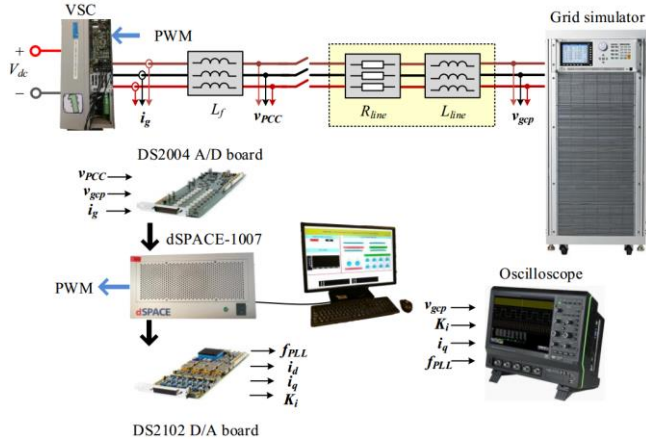 VSC
PWM
Grid simulator
+
V_dc
−
i_g
L_f
v_PCC
R_line
L_line
v_gcp
DS2004 A/D board
v_PCC
v_gcp
i_g
dSPACE-1007
PWM
dSPACE
Oscilloscope
v_gcp
K_i
i_q
f_PLL
f_PLL
i_d
i_q
K_i
DS2102 D/A board